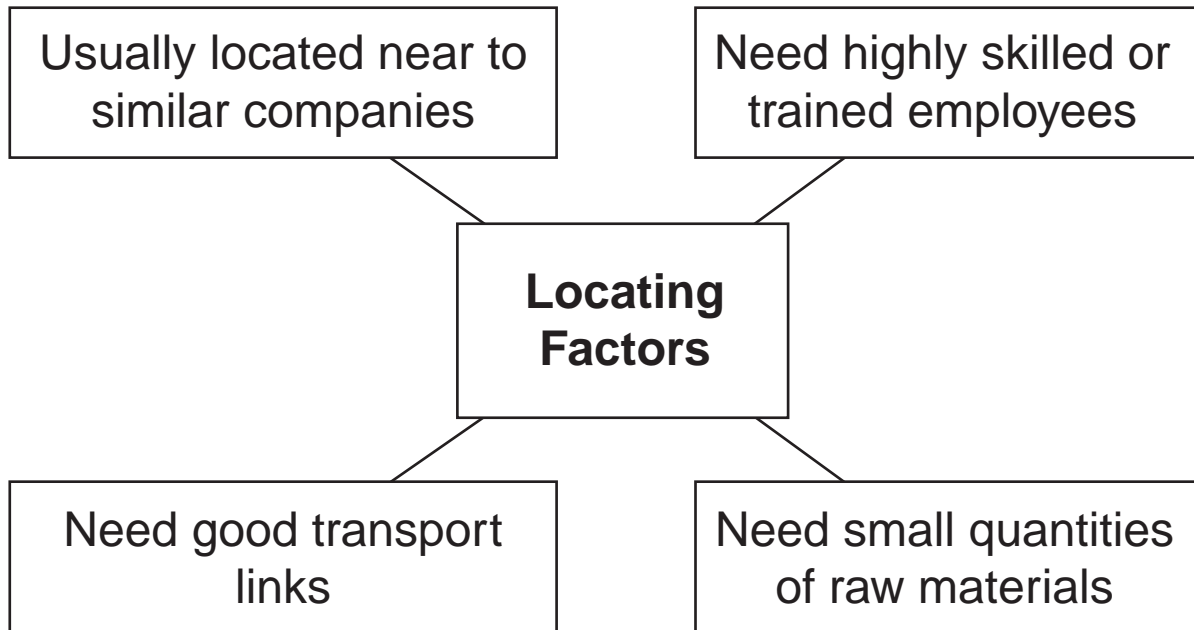 Usually located near to
similar companies
Need highly skilled or
trained employees
Locating
Factors
Need good transport
links
Need small quantities
of raw materials